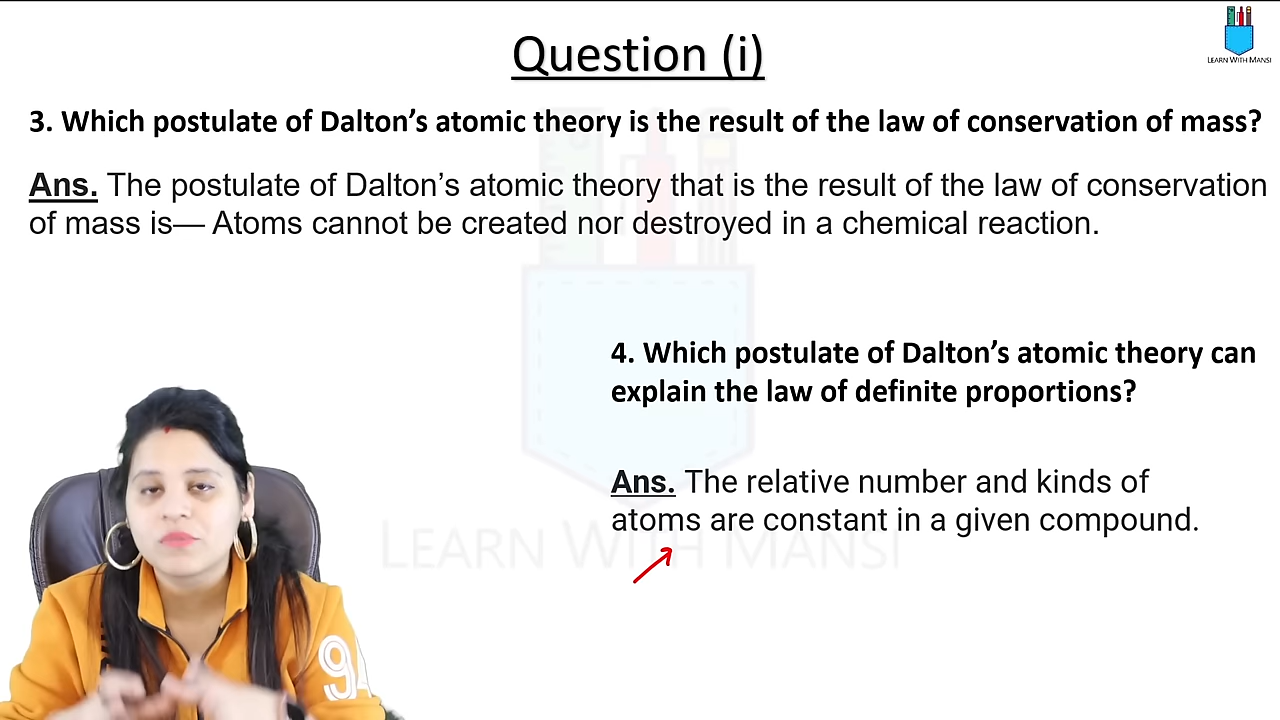 Question (i)
LEARN WITH MANSI
3. Which postulate of Dalton’s atomic theory is the result of the law of conservation of mass?
Ans. The postulate of Dalton’s atomic theory that is the result of the law of conservation
of mass is— Atoms cannot be created nor destroyed in a chemical reaction.
4. Which postulate of Dalton’s atomic theory can
explain the law of definite proportions?
Ans. The relative number and kinds of
atoms are constant in a given compound.
LEARN WITH MANSI